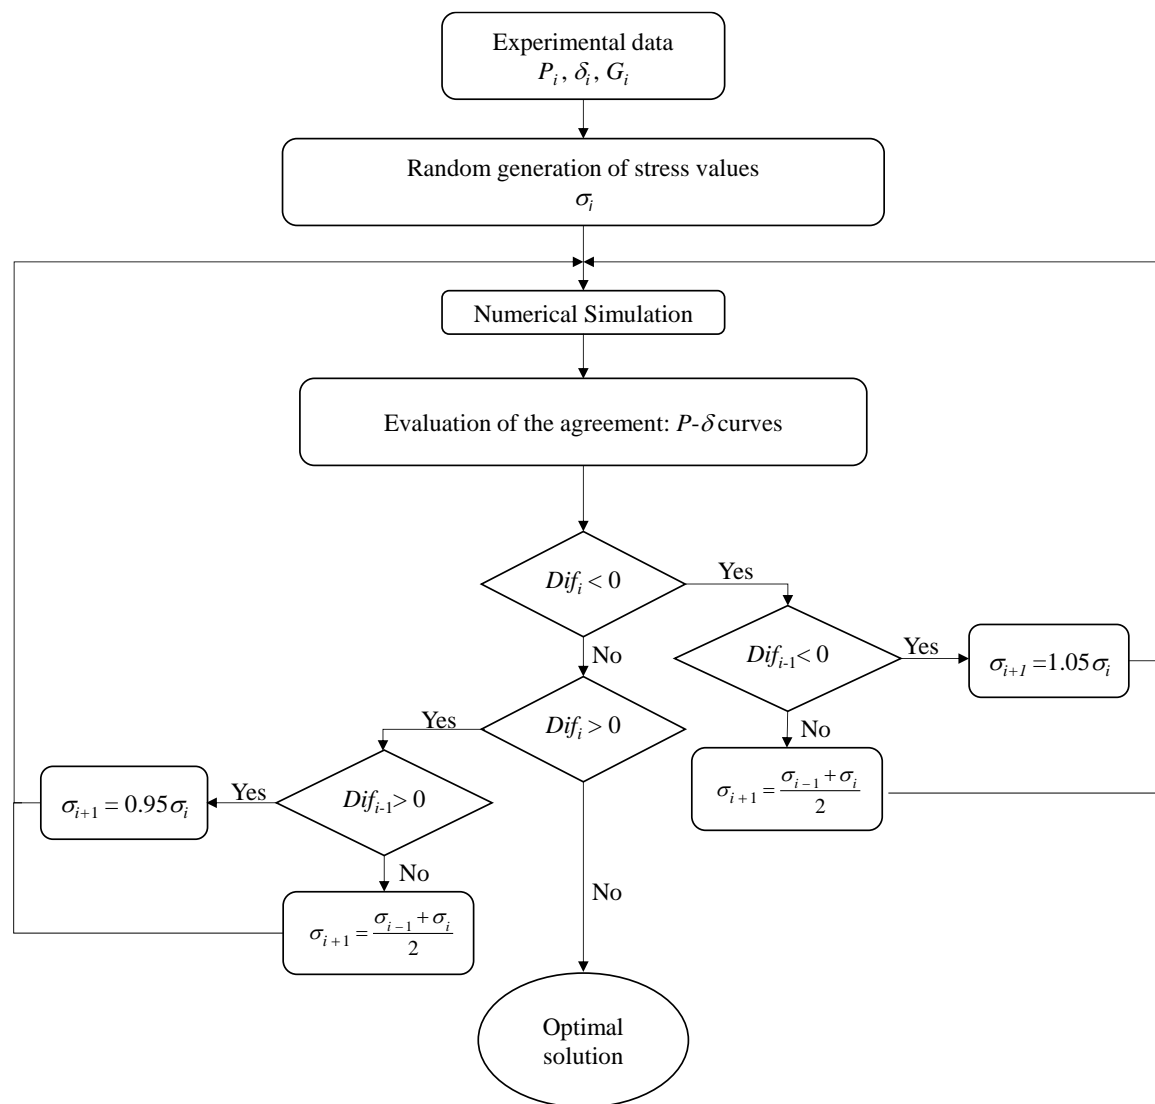 Experimental data
P_i, δ_i, G_i
Random generation of stress values
σ_i
Numerical Simulation
Evaluation of the agreement: P-δ curves
Dif_i < 0
Yes
Dif_{i-1} < 0
Yes
σ_{i+1} = 1.05σ_i
No
No
σ_{i+1} = (σ_{i-1} + σ_i)/2
Dif_i > 0
Yes
Dif_{i-1} > 0
Yes
σ_{i+1} = 0.95σ_i
No
σ_{i+1} = (σ_{i-1} + σ_i)/2
No
Optimal
solution